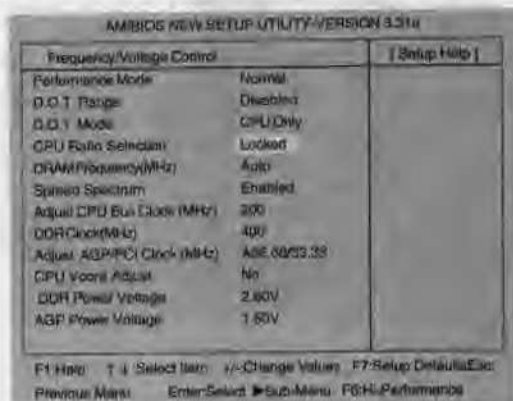 AMIBIOS NEW SETUP UTILITY-VERSION 3.31a
Frequency/Voltage Control [ Setup Help ]
Performance Mode Normal
D.O.T Range Disabled
D.O.T Mode CPU Only
CPU Ratio Selection Locked
DRAM Frequency(MHz) Auto
Spread Spectrum Enabled
Adjust CPU Bus Clock (MHz) 200
DDR Clock(MHz) 400
Adjust AGP/PCI Clock (MHz) A66.66/33.33
CPU Vcore Adjust No
DDR Power Voltage 2.60V
AGP Power Voltage 1.50V
F1:Help ↑↓ Select Item +/-:Change Values F7:Setup Defaults Esc:
Previous Menu Enter:Select ▶Sub-Menu F6:Hi-Performance